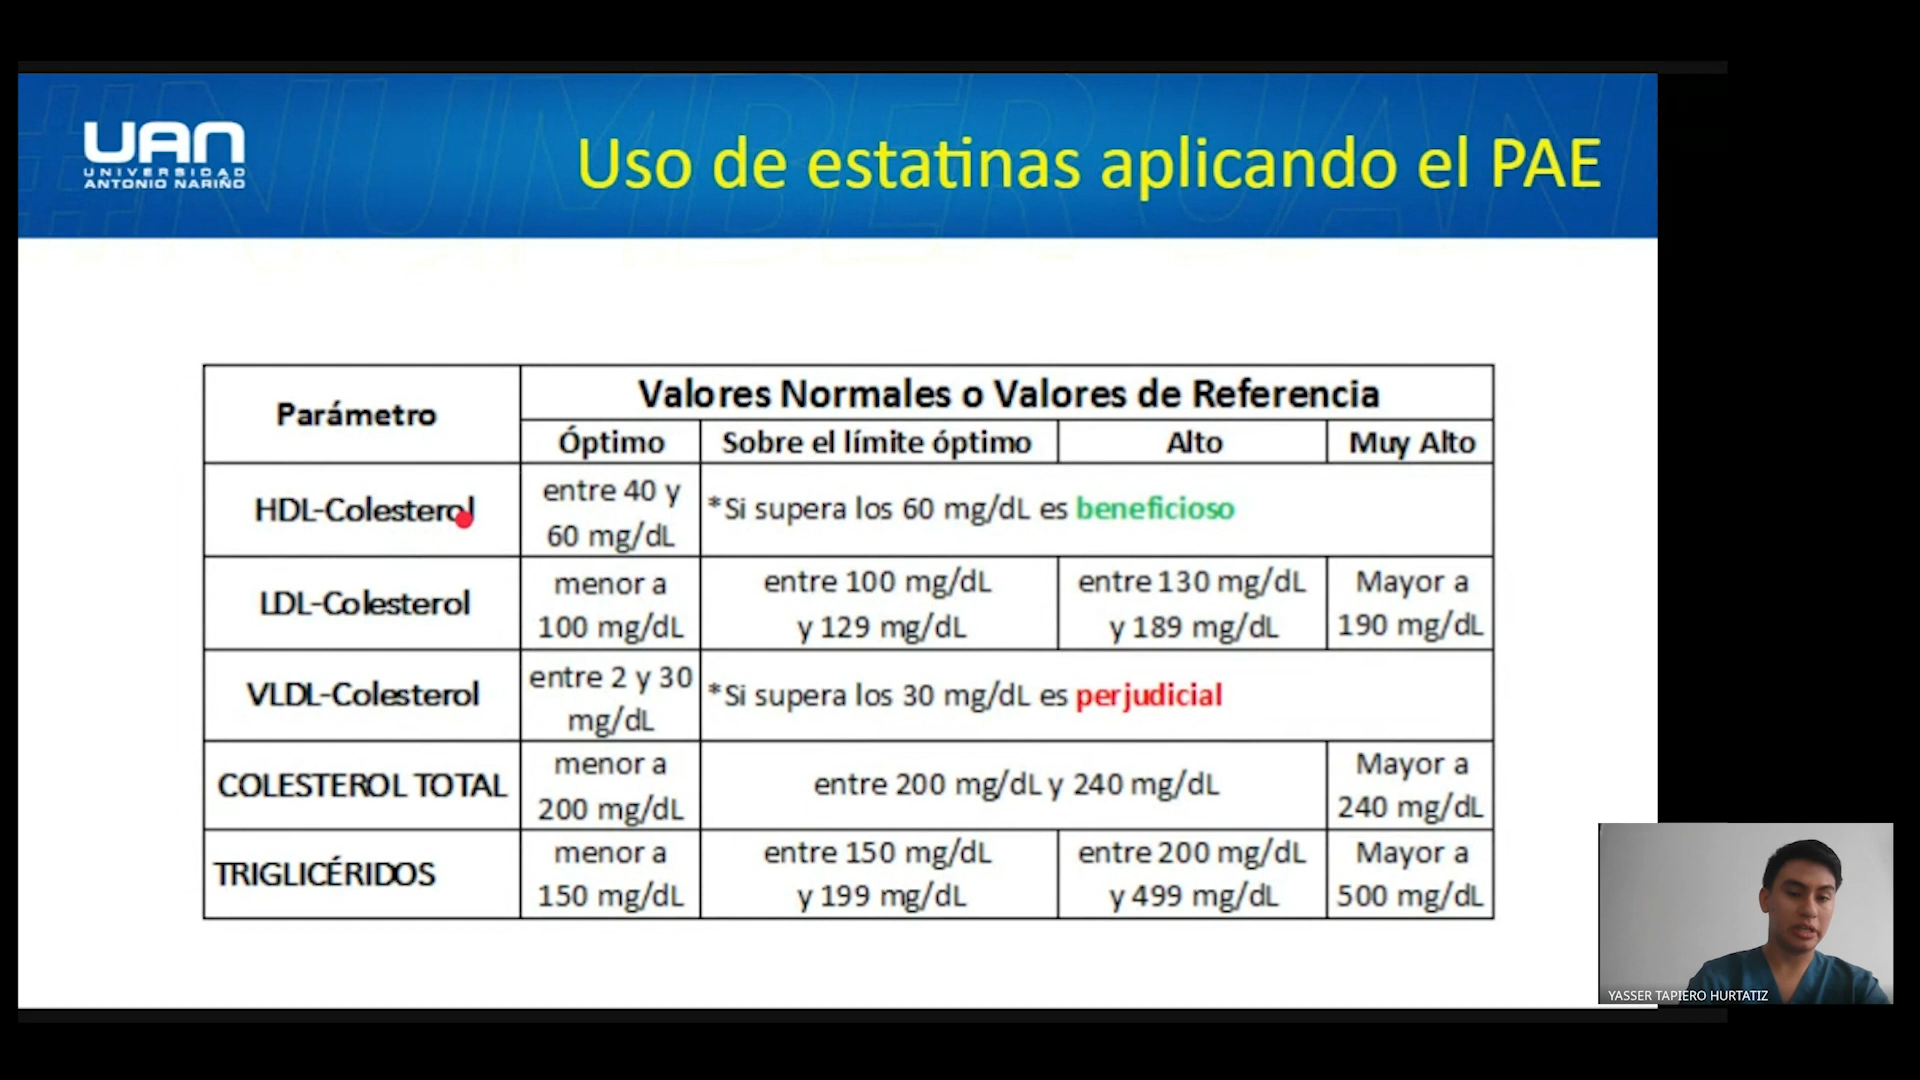 UAN
UNIVERSIDAD
ANTONIO NARIÑO
Uso de estatinas aplicando el PAE
Parámetro
Valores Normales o Valores de Referencia
Óptimo
Sobre el límite óptimo
Alto
Muy Alto
HDL-Colesterol
entre 40 y
60 mg/dL
*Si supera los 60 mg/dL es beneficioso
LDL-Colesterol
menor a
100 mg/dL
entre 100 mg/dL
y 129 mg/dL
entre 130 mg/dL
y 189 mg/dL
Mayor a
190 mg/dL
VLDL-Colesterol
entre 2 y 30
mg/dL
*Si supera los 30 mg/dL es perjudicial
COLESTEROL TOTAL
menor a
200 mg/dL
entre 200 mg/dL y 240 mg/dL
Mayor a
240 mg/dL
TRIGLICÉRIDOS
menor a
150 mg/dL
entre 150 mg/dL
y 199 mg/dL
entre 200 mg/dL
y 499 mg/dL
Mayor a
500 mg/dL
YASSER TAPIERO HURTATIZ